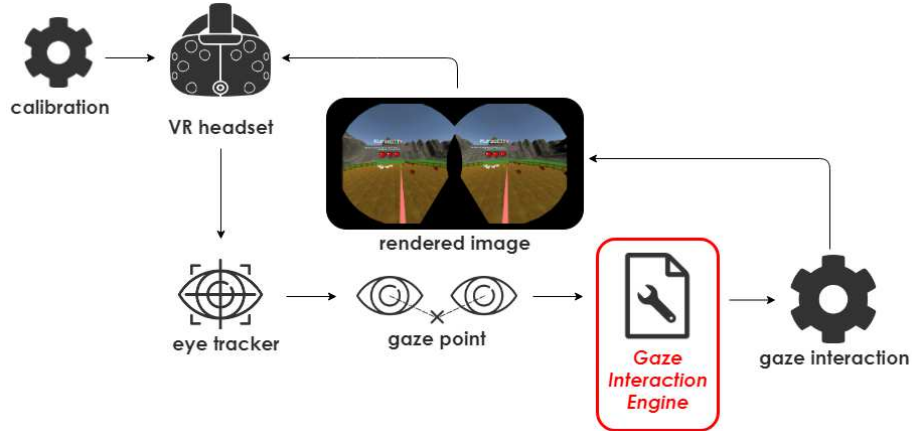 calibration
VR headset
rendered image
eye tracker
gaze point
Gaze
Interaction
Engine
gaze interaction